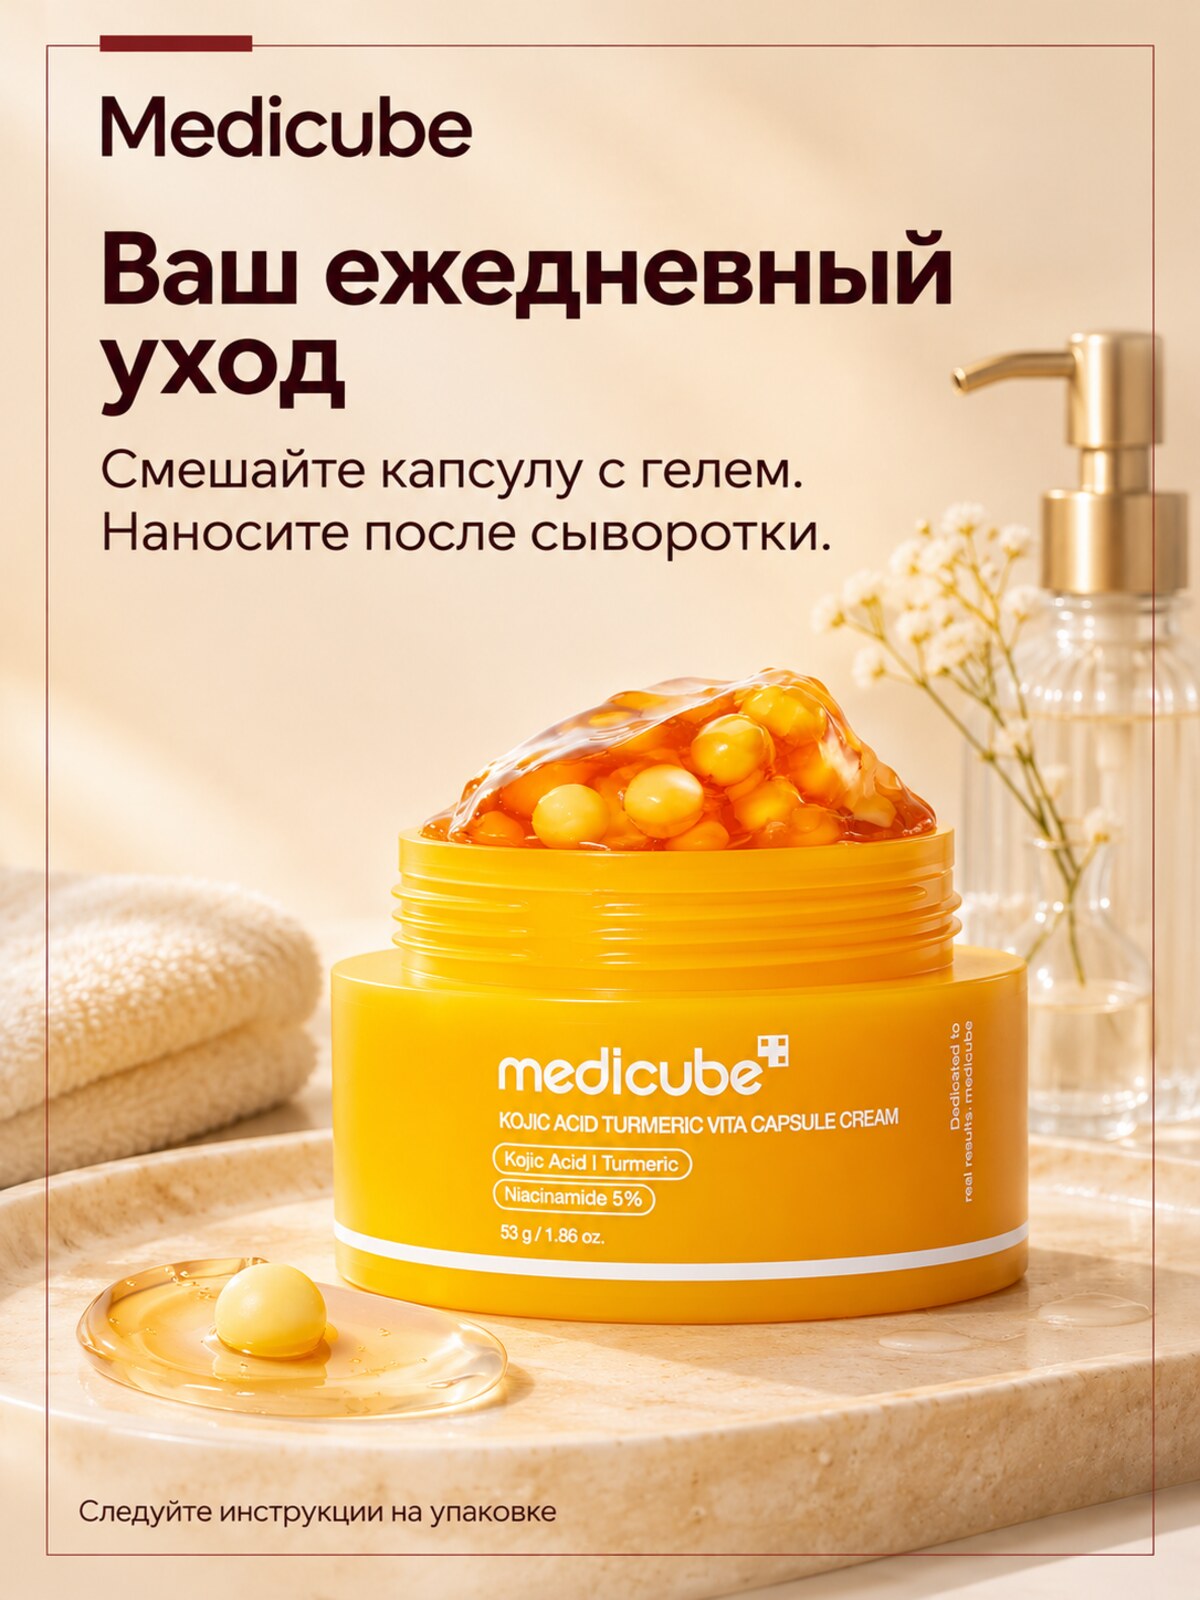 Medicube
Ваш ежедневный
уход
Смешайте капсулу с гелем.
Наносите после сыворотки.
medicube
KOJIC ACID TURMERIC VITA CAPSULE CREAM
Kojic Acid | Turmeric
Niacinamide 5%
53 g / 1.86 oz.
Dedicated to
real results. medicube
Следуйте инструкции на упаковке